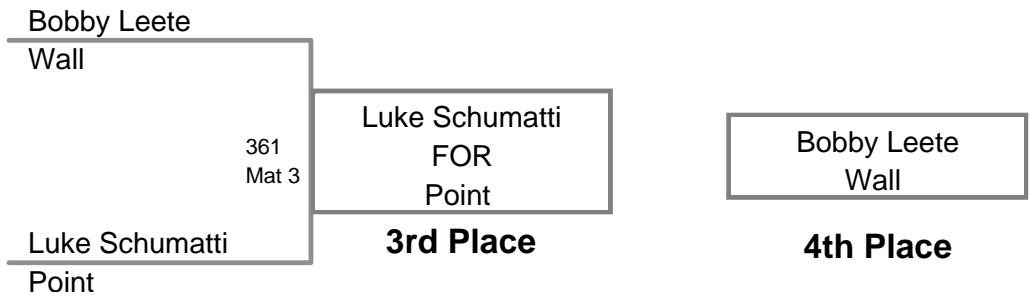 Bobby Leete
Wall
361
Mat 3
Luke Schumatti
Point
Luke Schumatti
FOR
Point
3rd Place
Bobby Leete
Wall
4th Place